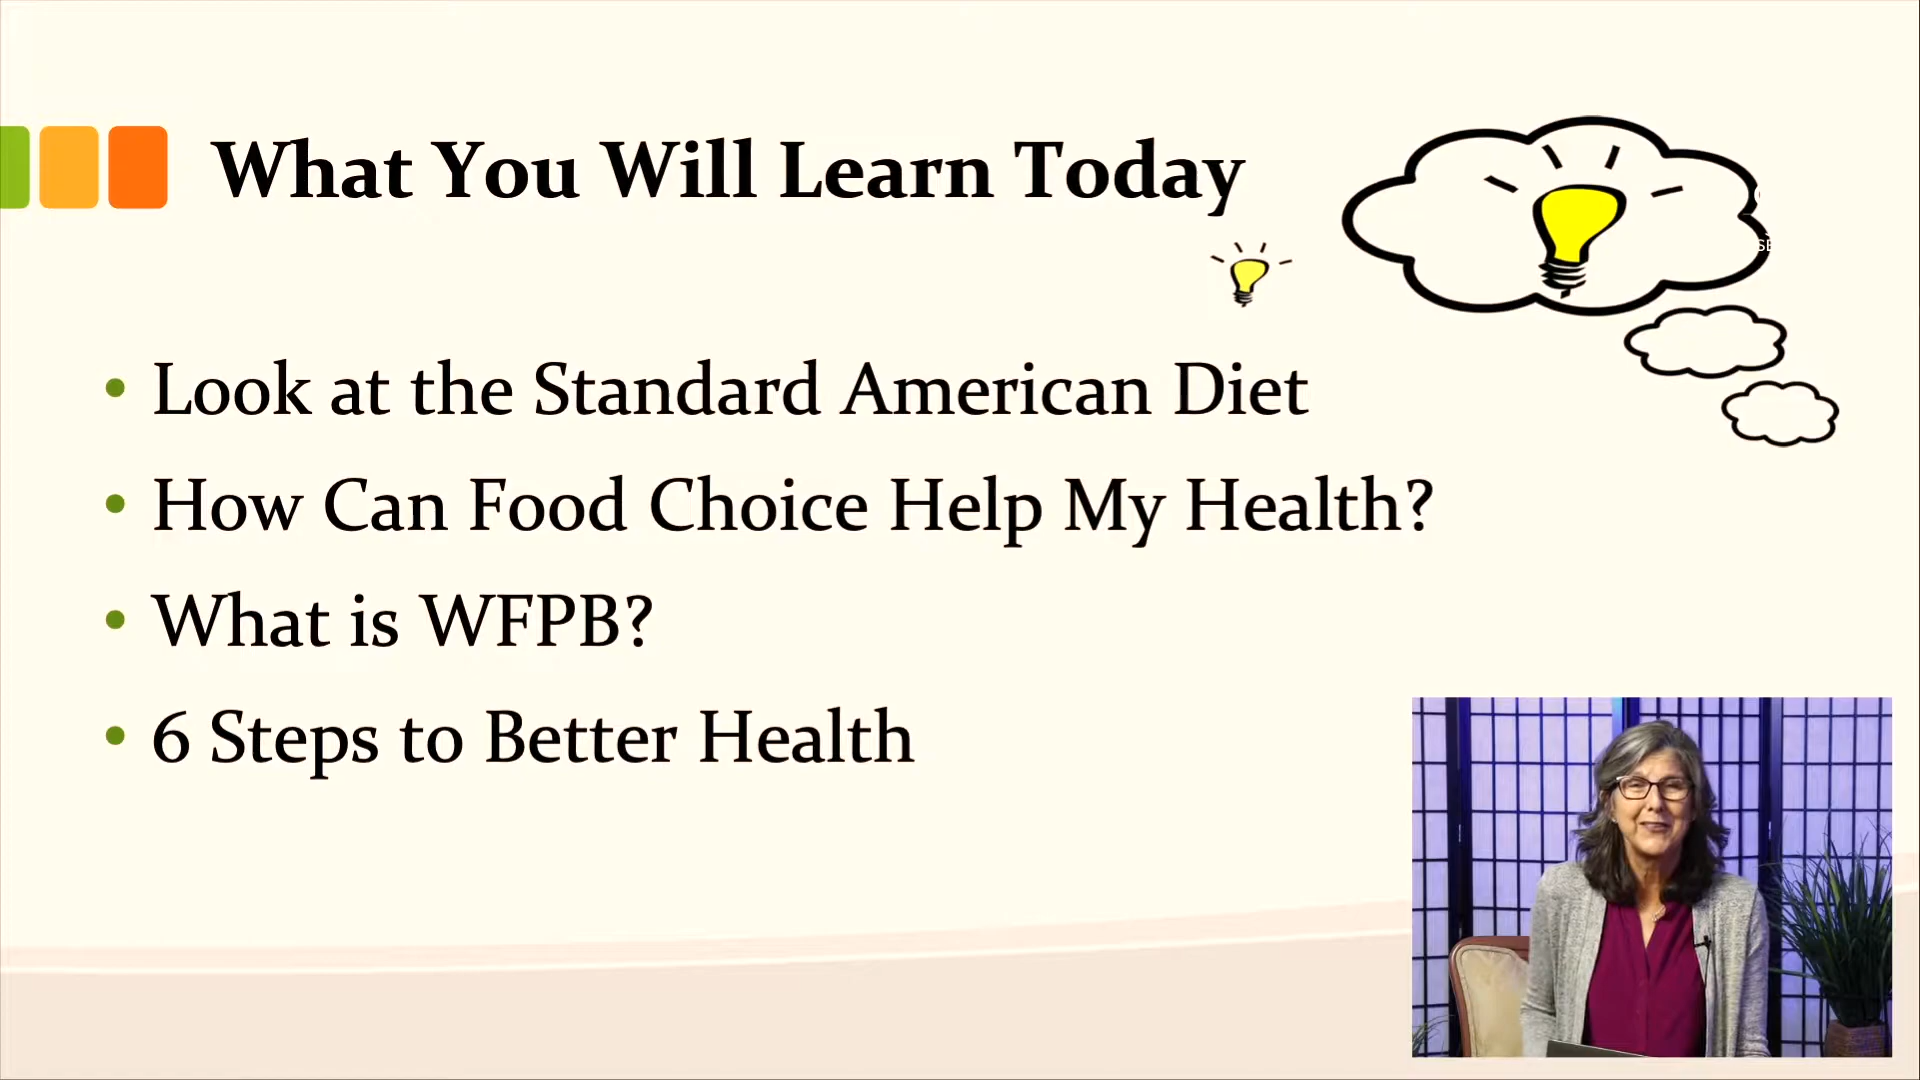 What You Will Learn Today
• Look at the Standard American Diet
• How Can Food Choice Help My Health?
• What is WFPB?
• 6 Steps to Better Health